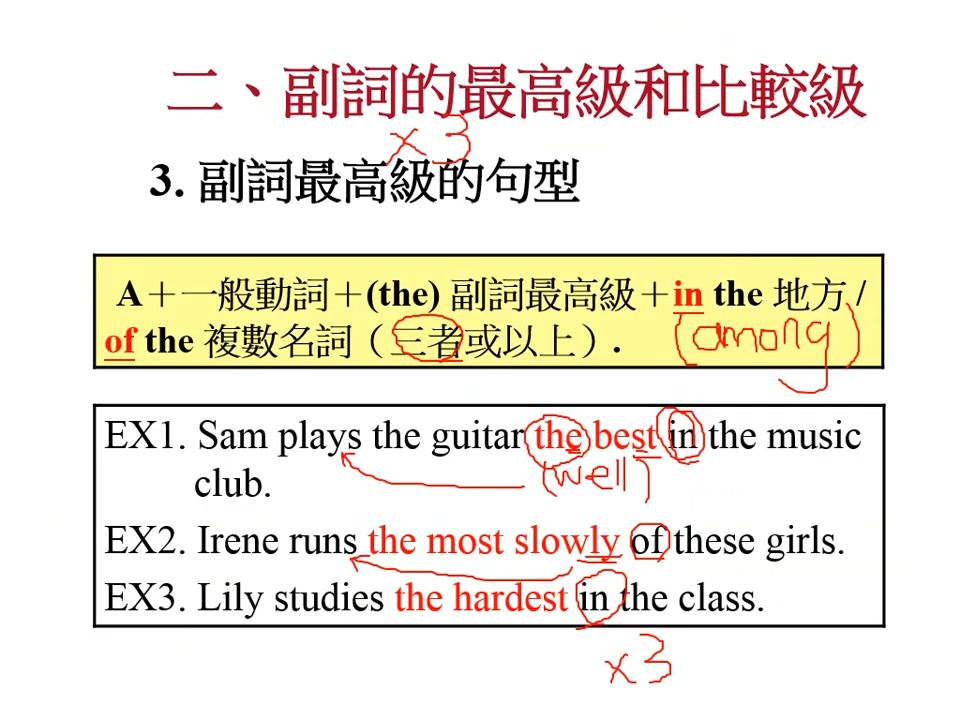 二、副詞的最高級和比較級
×3
3. 副詞最高級的句型
A＋一般動詞＋(the) 副詞最高級＋in the 地方 /
of the 複數名詞（三者或以上）.
(among)
EX1. Sam plays the guitar the best in the music
club.
(well)
EX2. Irene runs the most slowly of these girls.
EX3. Lily studies the hardest in the class.
×3